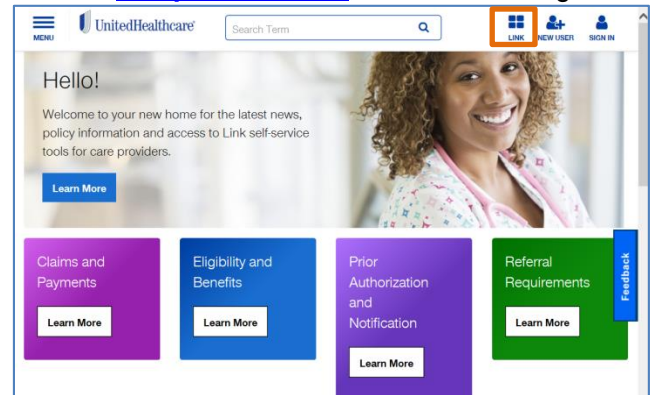 MENU
UnitedHealthcare
Search Term
LINK
NEW USER
SIGN IN
Hello!
Welcome to your new home for the latest news,
policy information and access to Link self-service
tools for care providers.
Learn More
Claims and
Payments
Learn More
Eligibility and
Benefits
Learn More
Prior
Authorization
and
Notification
Learn More
Referral
Requirements
Learn More
Feedback